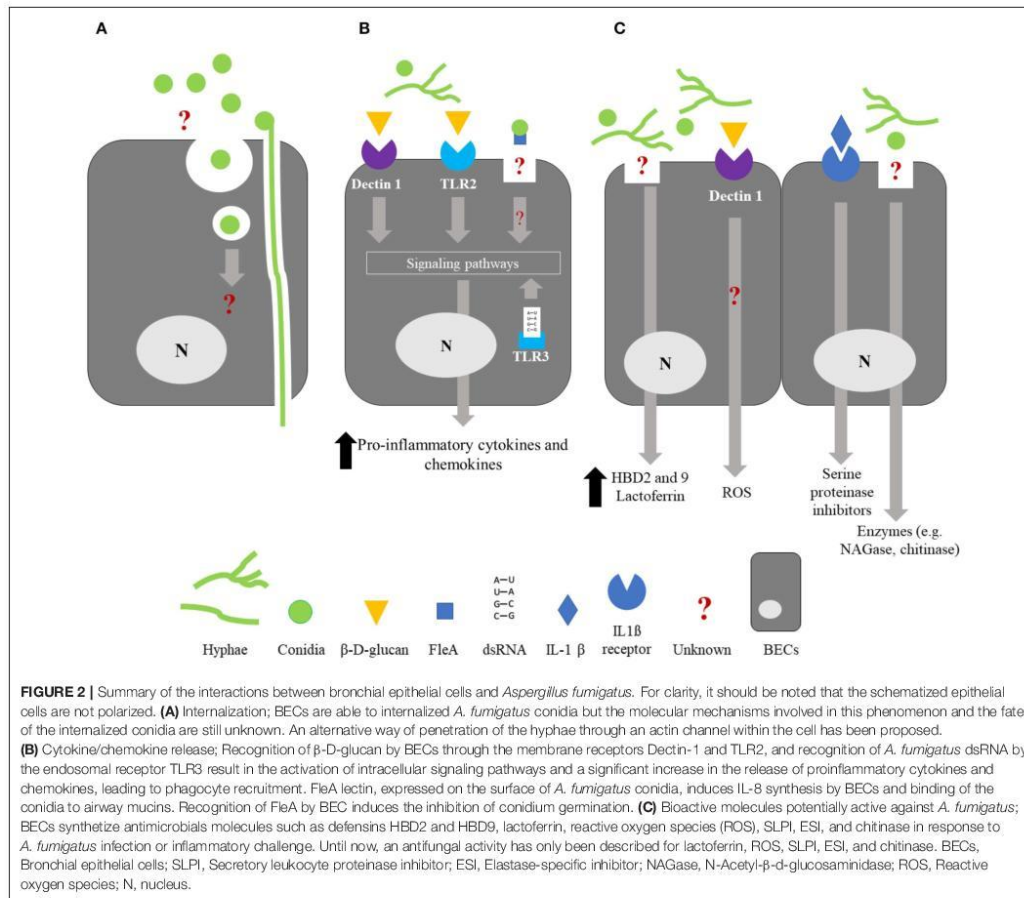 A
B
C
?
?
N
Dectin 1
TLR2
?
?
Signaling pathways
TLR3
N
Pro-inflammatory cytokines and
chemokines
?
Dectin 1
?
?
N
N
HBD2 and 9
Lactoferrin
ROS
Serine
proteinase
inhibitors
Enzymes (e.g.
NAGase, chitinase)
A–U
U–A
G–C
C–G
?
Hyphae Conidia β-D-glucan FleA dsRNA IL-1 β IL1ß receptor Unknown BECs
FIGURE 2 | Summary of the interactions between bronchial epithelial cells and Aspergillus fumigatus. For clarity, it should be noted that the schematized epithelial
cells are not polarized. (A) Internalization; BECs are able to internalized A. fumigatus conidia but the molecular mechanisms involved in this phenomenon and the fate
of the internalized conidia are still unknown. An alternative way of penetration of the hyphae through an actin channel within the cell has been proposed.
(B) Cytokine/chemokine release; Recognition of β-D-glucan by BECs through the membrane receptors Dectin-1 and TLR2, and recognition of A. fumigatus dsRNA by
the endosomal receptor TLR3 result in the activation of intracellular signaling pathways and a significant increase in the release of proinflammatory cytokines and
chemokines, leading to phagocyte recruitment. FleA lectin, expressed on the surface of A. fumigatus conidia, induces IL-8 synthesis by BECs and binding of the
conidia to airway mucins. Recognition of FleA by BEC induces the inhibition of conidium germination. (C) Bioactive molecules potentially active against A. fumigatus;
BECs synthetize antimicrobials molecules such as defensins HBD2 and HBD9, lactoferrin, reactive oxygen species (ROS), SLPI, ESI, and chitinase in response to
A. fumigatus infection or inflammatory challenge. Until now, an antifungal activity has only been described for lactoferrin, ROS, SLPI, ESI, and chitinase. BECs,
Bronchial epithelial cells; SLPI, Secretory leukocyte proteinase inhibitor; ESI, Elastase-specific inhibitor; NAGase, N-Acetyl-β-d-glucosaminidase; ROS, Reactive
oxygen species; N, nucleus.